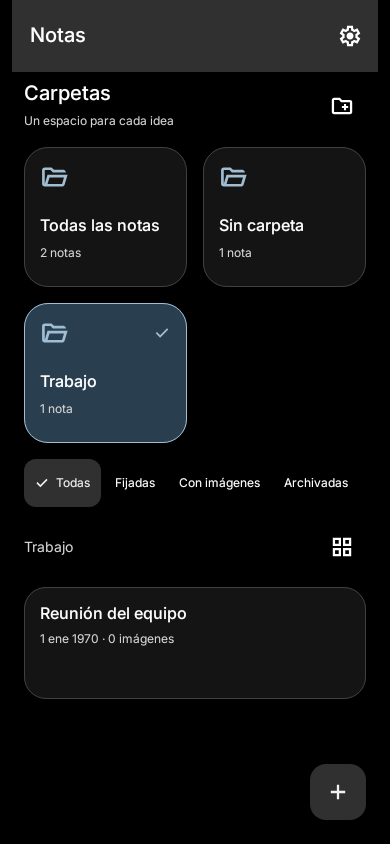 Notas
Carpetas
Un espacio para cada idea
Todas las notas
2 notas
Sin carpeta
1 nota
Trabajo
1 nota
Todas
Fijadas
Con imágenes
Archivadas
Trabajo
Reunión del equipo
1 ene 1970 · 0 imágenes